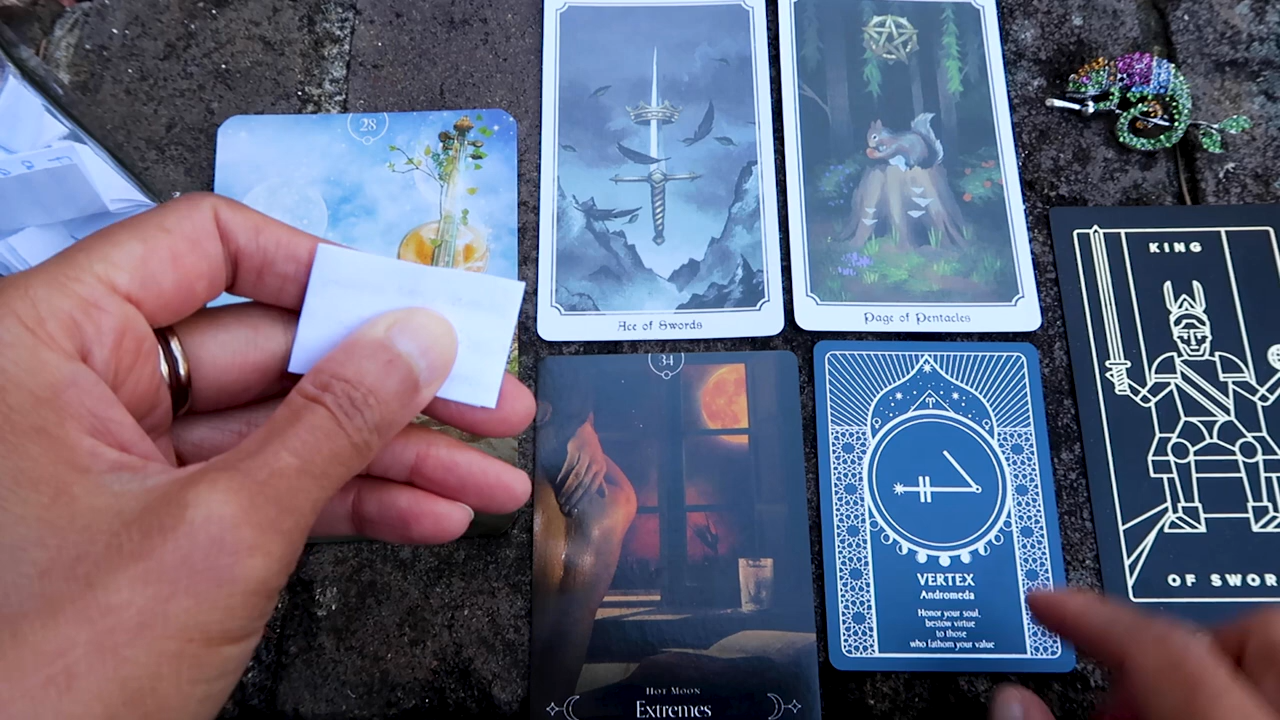 28
Ace of Swords
Page of Pentacles
KING
OF SWOR
34
HOT MOON
Extremes
VERTEX
Andromeda
Honor your soul,
bestow virtue
to those
who fathom your value